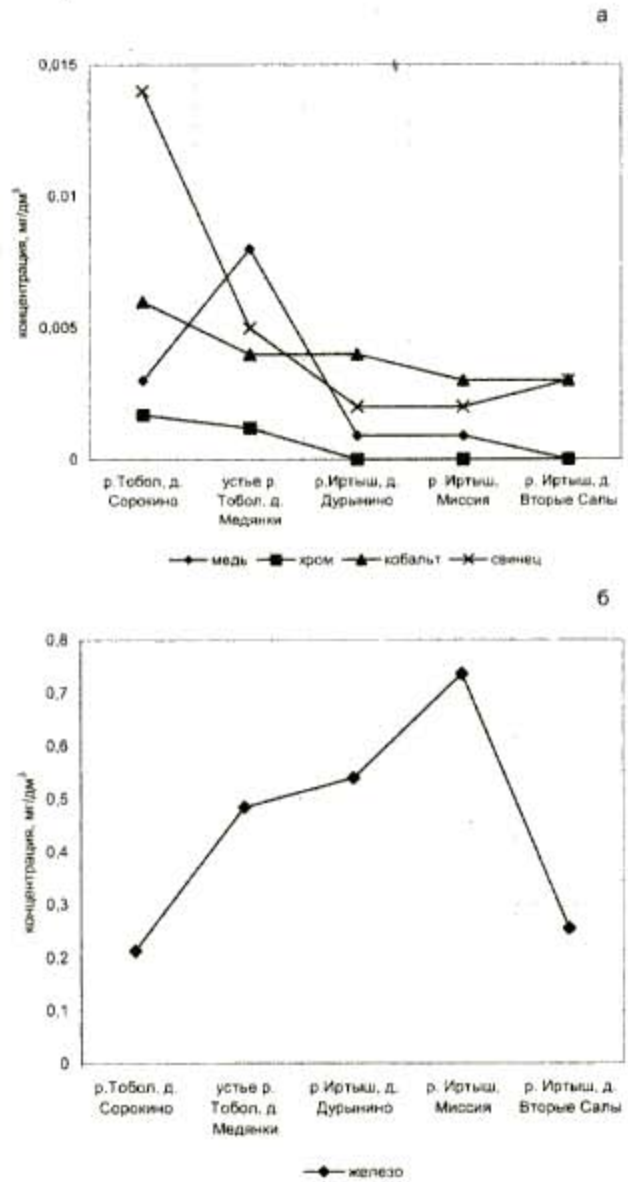 а
0,015
0,01
0,005
0
концентрация, мг/дм³
р.Тобол, д. Сорокино
устье р. Тобол, д. Медянки
р.Иртыш, д. Дурынино
р. Иртыш, Миссия
р. Иртыш, д. Вторые Салы
медь хром кобальт свинец
б
0,8
0,7
0,6
0,5
0,4
0,3
0,2
0,1
0
концентрация, мг/дм³
р.Тобол, д. Сорокино
устье р. Тобол, д. Медянки
р.Иртыш, д. Дурынино
р. Иртыш, Миссия
р. Иртыш, д. Вторые Салы
железо